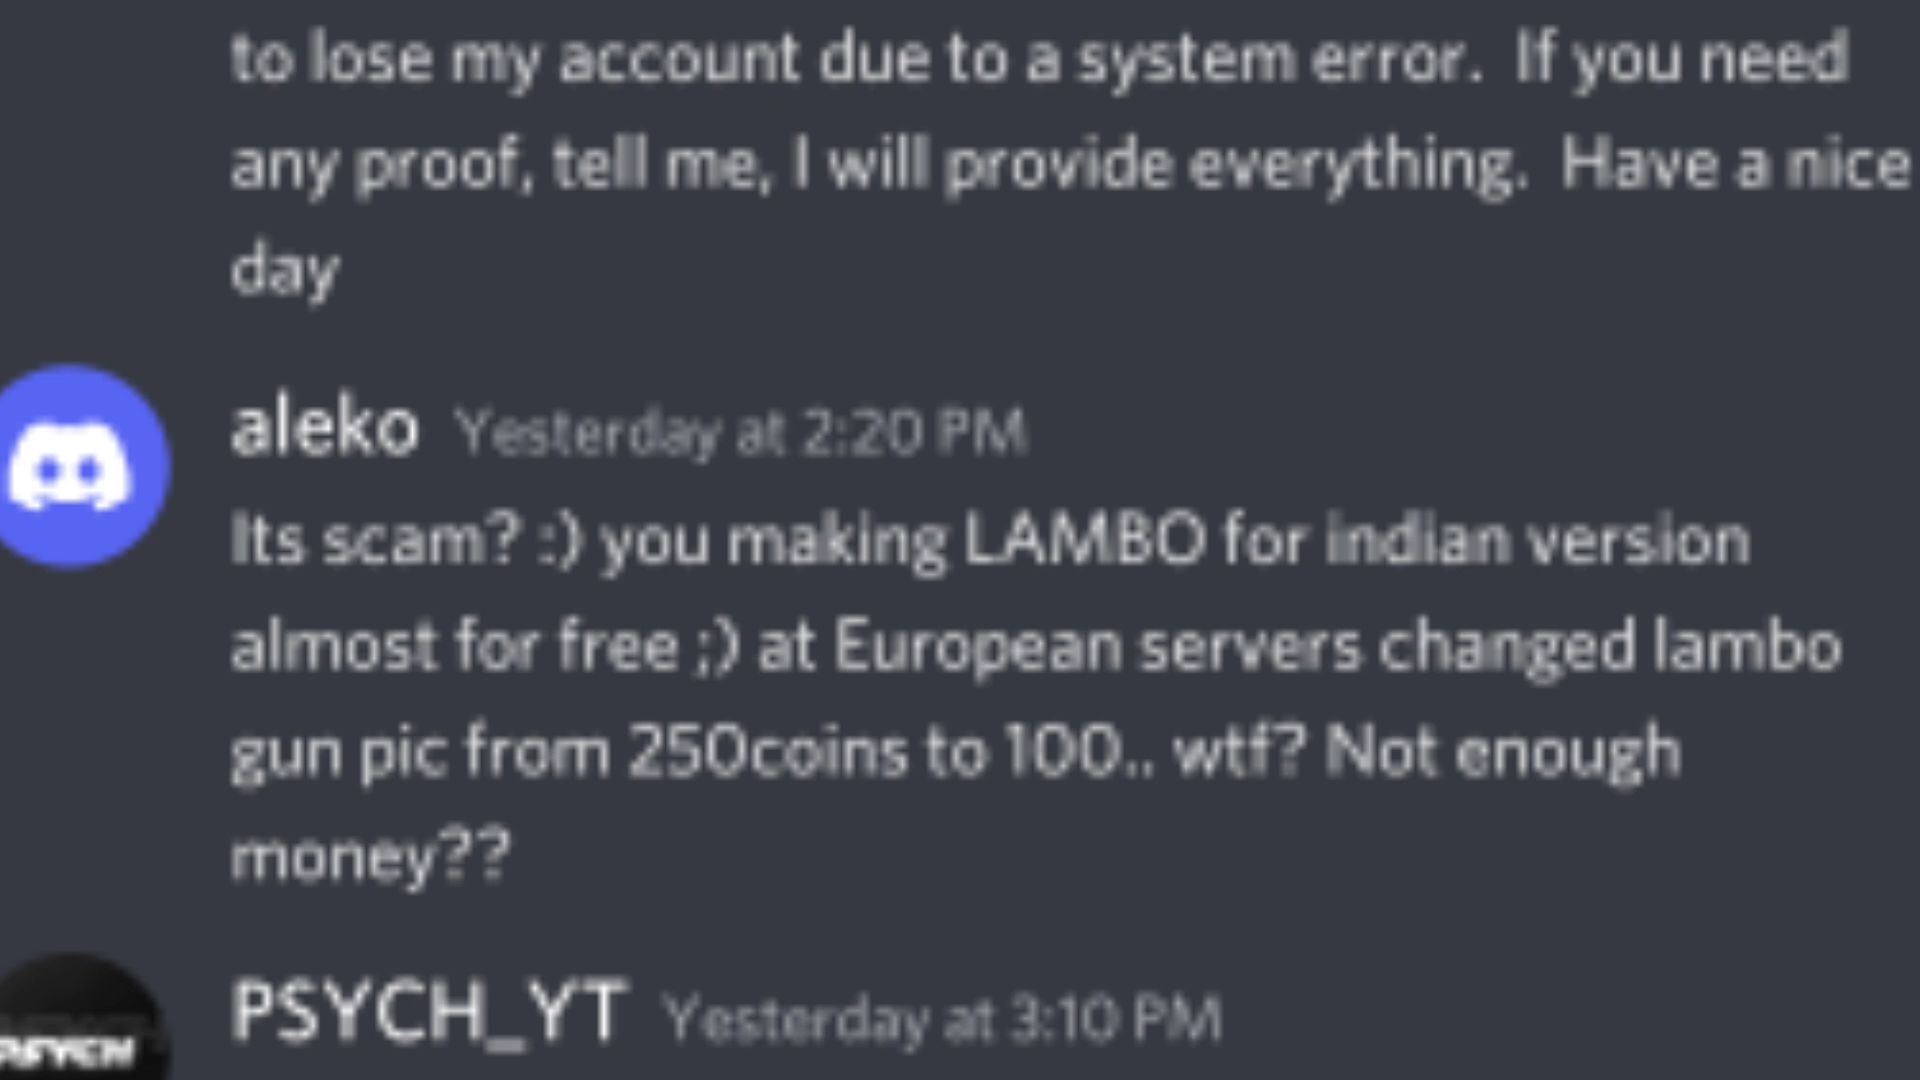 to lose my account due to a system error.  If you need
any proof, tell me, I will provide everything.  Have a nice
day
aleko Yesterday at 2:20 PM
Its scam? :) you making LAMBO for indian version
almost for free ;) at European servers changed lambo
gun pic from 250coins to 100.. wtf? Not enough
money??
PSYCH_YT Yesterday at 3:10 PM
PSYCH